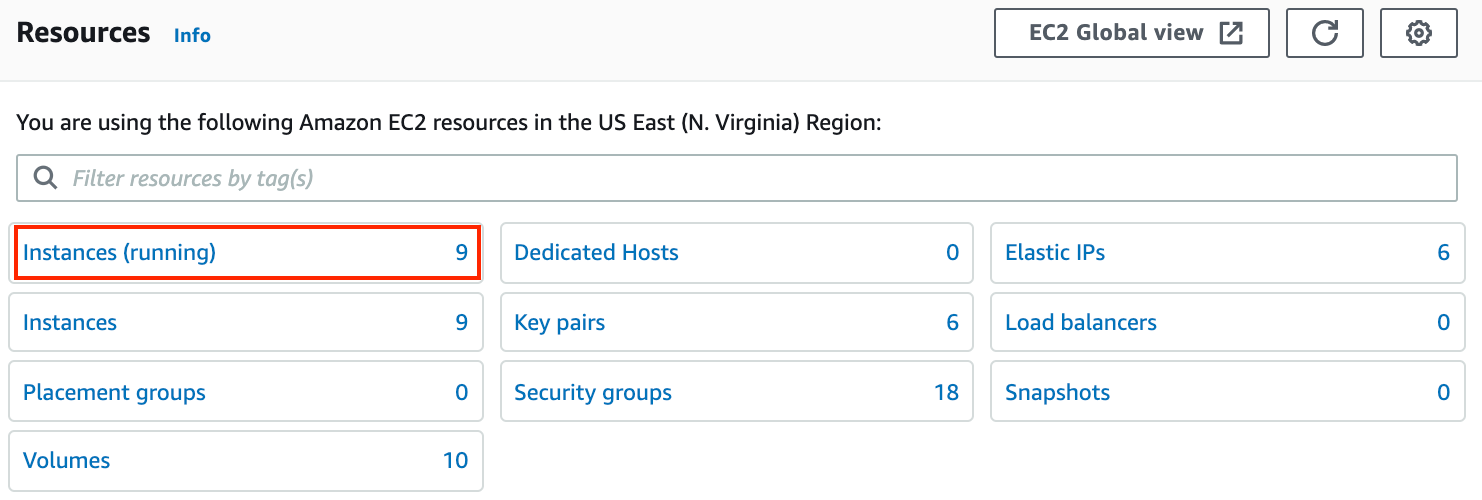 Resources Info EC2 Global view
You are using the following Amazon EC2 resources in the US East (N. Virginia) Region:
Filter resources by tag(s)
Instances (running) 9 Dedicated Hosts 0 Elastic IPs 6
Instances 9 Key pairs 6 Load balancers 0
Placement groups 0 Security groups 18 Snapshots 0
Volumes 10